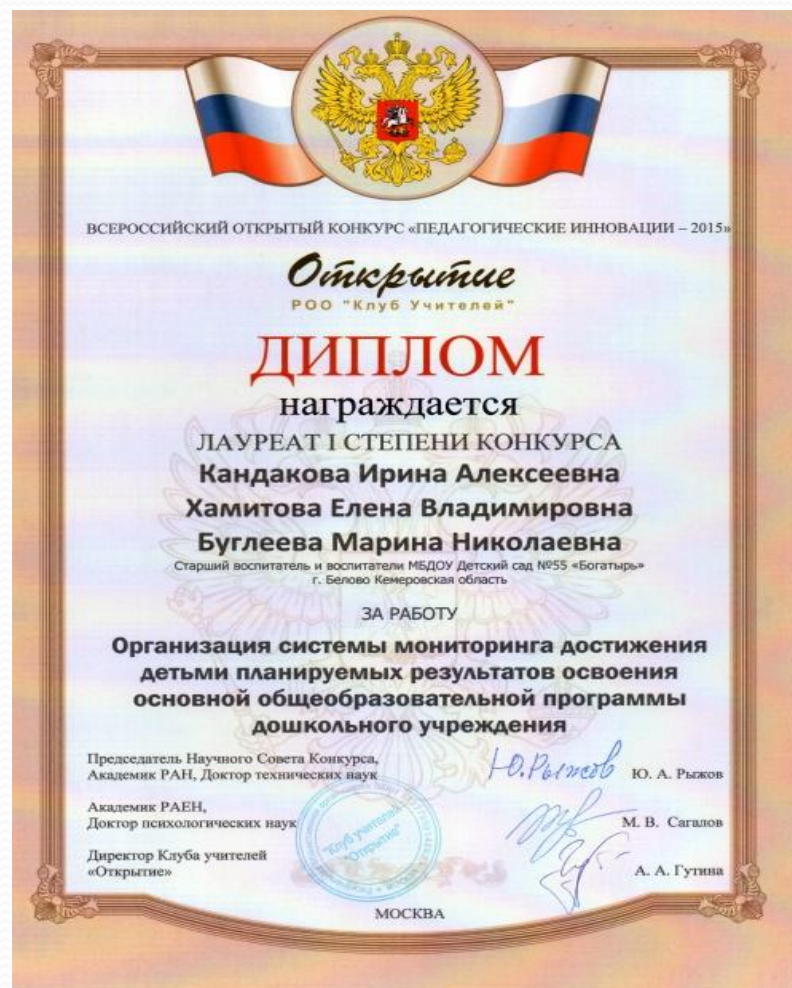 ВСЕРОССИЙСКИЙ ОТКРЫТЫЙ КОНКУРС «ПЕДАГОГИЧЕСКИЕ ИННОВАЦИИ – 2015»
Открытие
РОО "Клуб Учителей"
ДИПЛОМ
награждается
ЛАУРЕАТ I СТЕПЕНИ КОНКУРСА
Кандакова Ирина Алексеевна
Хамитова Елена Владимировна
Буглеева Марина Николаевна
Старший воспитатель и воспитатели МБДОУ Детский сад №55 «Богатырь»
г. Белово Кемеровская область
ЗА РАБОТУ
Организация системы мониторинга достижения
детьми планируемых результатов освоения
основной общеобразовательной программы
дошкольного учреждения
Председатель Научного Совета Конкурса,
Академик РАН, Доктор технических наук
Ю.Рыжов
Ю. А. Рыжов
Академик РАЕН,
Доктор психологических наук
М. В. Сагалов
"Клуб учителей
"Открытие"
Директор Клуба учителей
«Открытие»
А. А. Гутина
МОСКВА